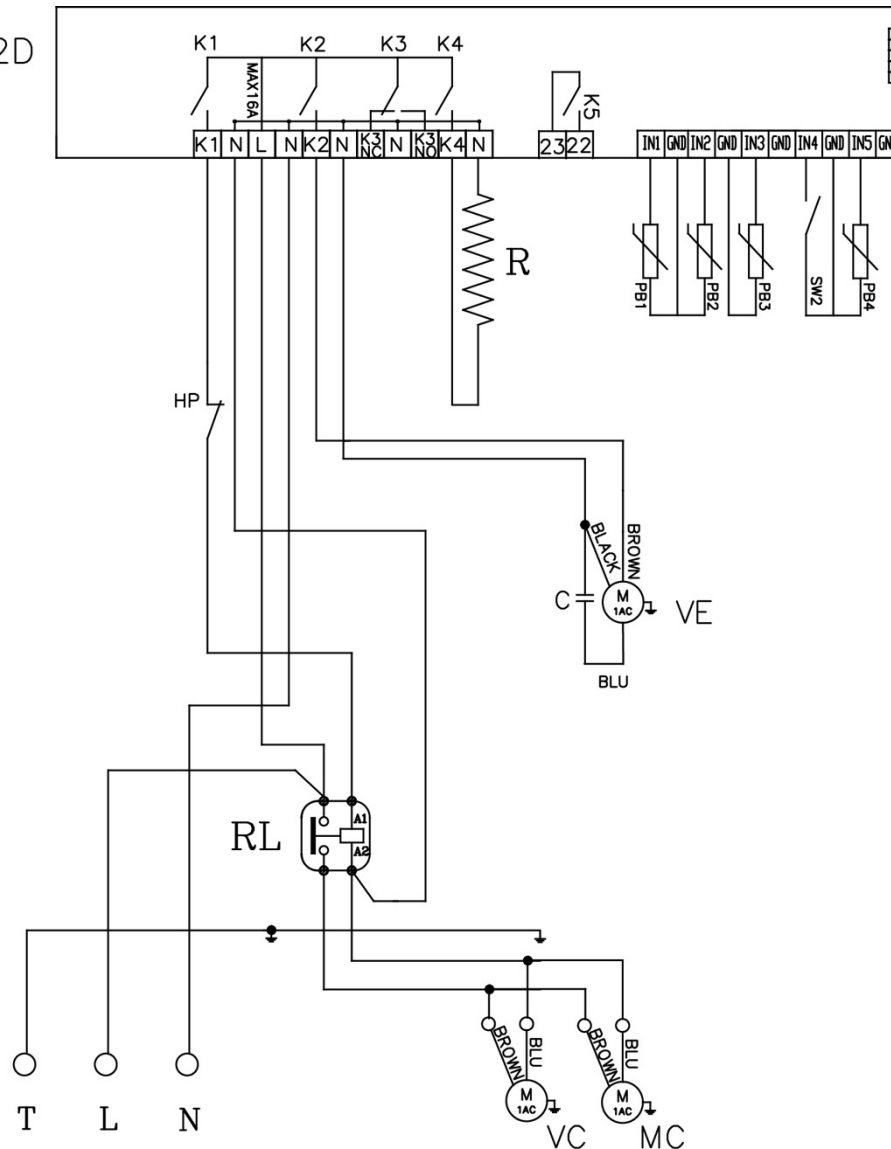 2D
K1 K2 K3 K4
MAX16A
K5
K1 N L N K2 N K3 NC N K3 NO K4 N
23 22
IN1 GND IN2 GND IN3 GND IN4 GND IN5
R
PB1 PB2 PB3 SW2 PB4
HP
BLACK BROWN
C M 1AC VE
BLU
RL A1
A2
BROWN BLU BROWN BLU
M 1AC M 1AC
T L N VC MC